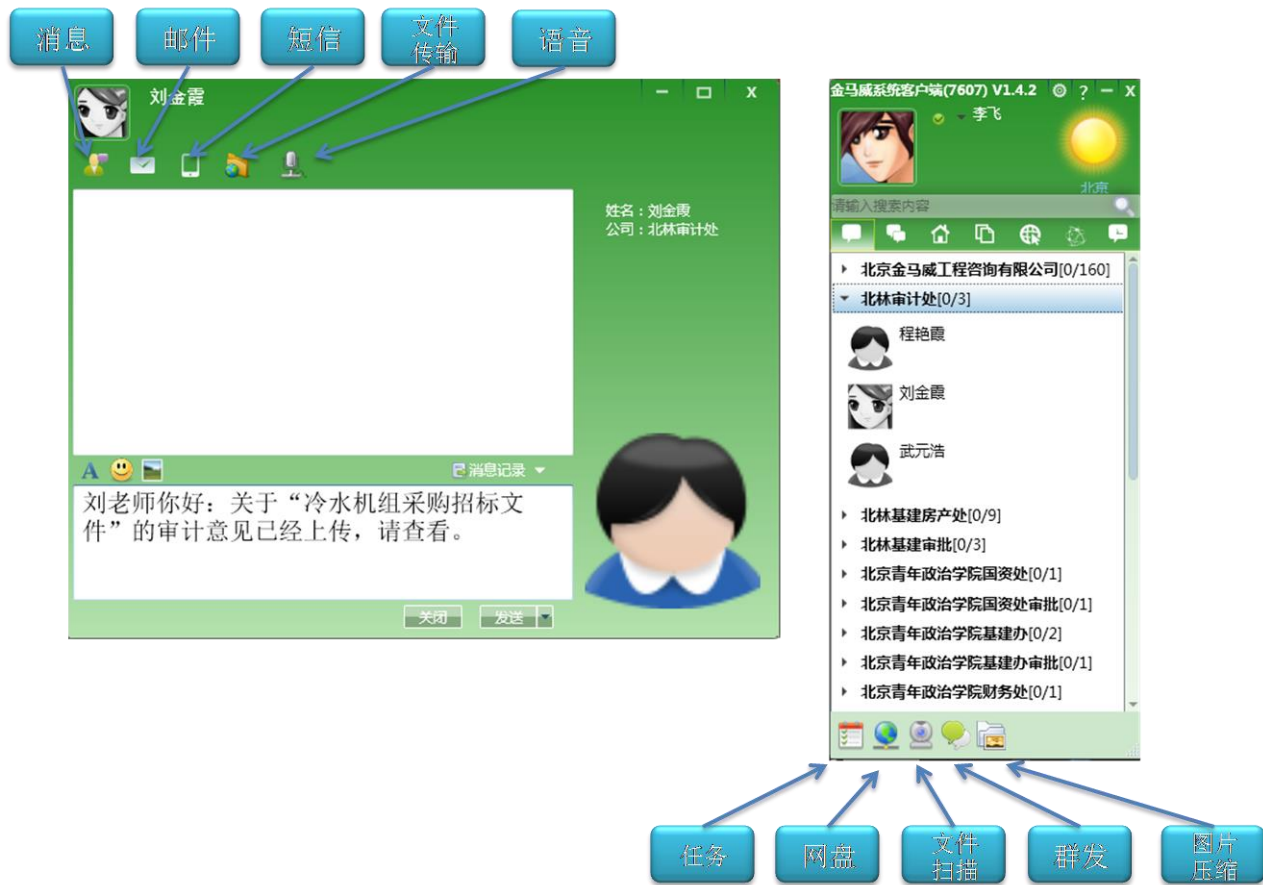 消息
邮件
短信
文件
传输
语音
刘金霞
x
姓名：刘金霞
公司：北林审计处
A
消息记录
刘老师你好：关于“冷水机组采购招标文
件”的审计意见已经上传，请查看。
关闭
发送
金马威系统客户端(7607) V1.4.2 ? x
李飞
北京
请输入搜索内容
北京金马威工程咨询有限公司[0/160]
北林审计处[0/3]
程艳霞
刘金霞
武元浩
北林基建房产处[0/9]
北林基建审批[0/3]
北京青年政治学院国资处[0/1]
北京青年政治学院国资处审批[0/1]
北京青年政治学院基建办[0/2]
北京青年政治学院基建办审批[0/1]
北京青年政治学院财务处[0/1]
任务
网盘
文件
扫描
群发
图片
压缩